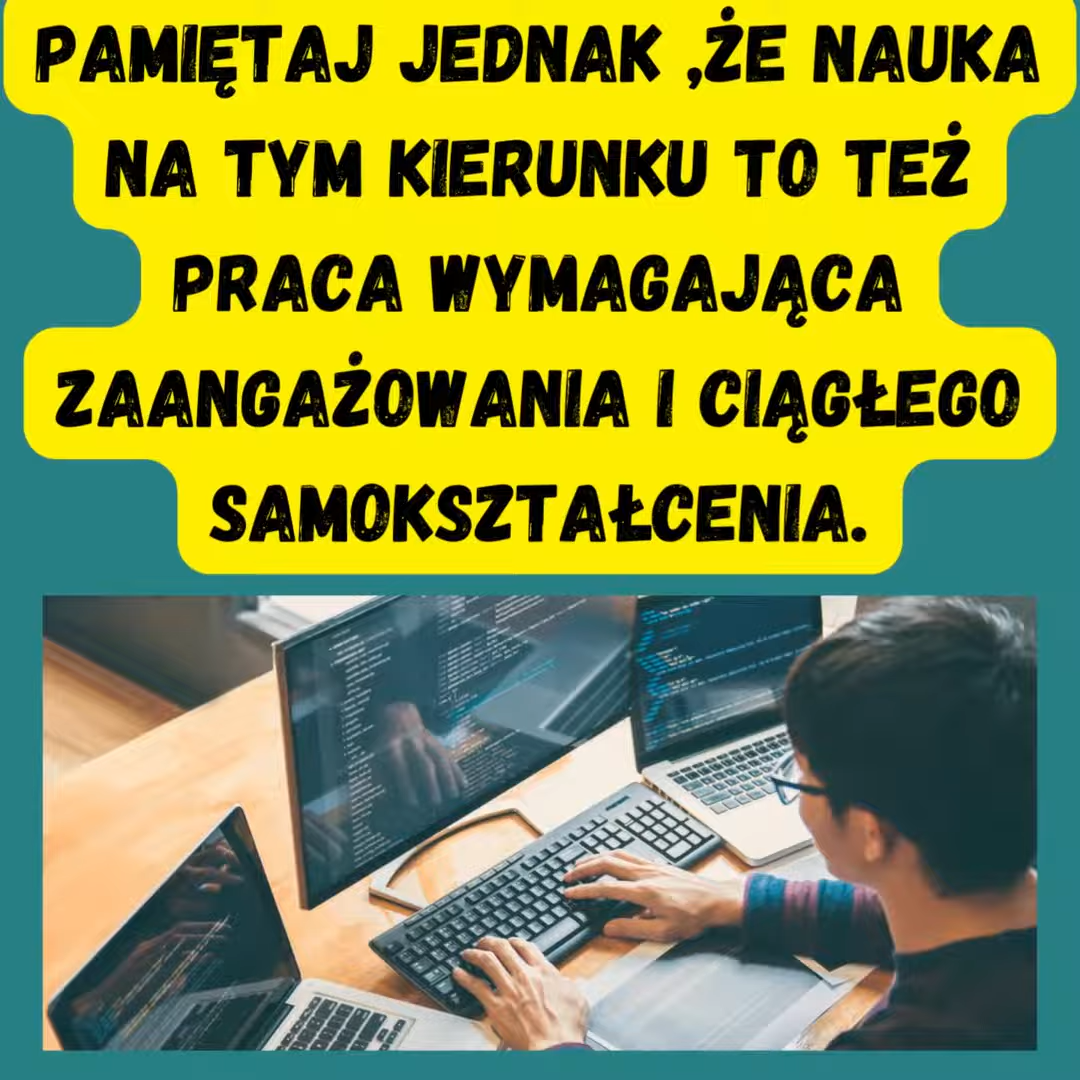 PAMIĘTAJ JEDNAK ,ŻE NAUKA
NA TYM KIERUNKU TO TEŻ
PRACA WYMAGAJĄCA
ZAANGAŻOWANIA I CIĄGŁEGO
SAMOKSZTAŁCENIA.